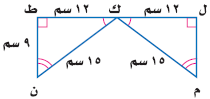 ط ١٢ سم ك ١٢ سم ل
٩ سم ١٥ سم ١٥ سم
ن م